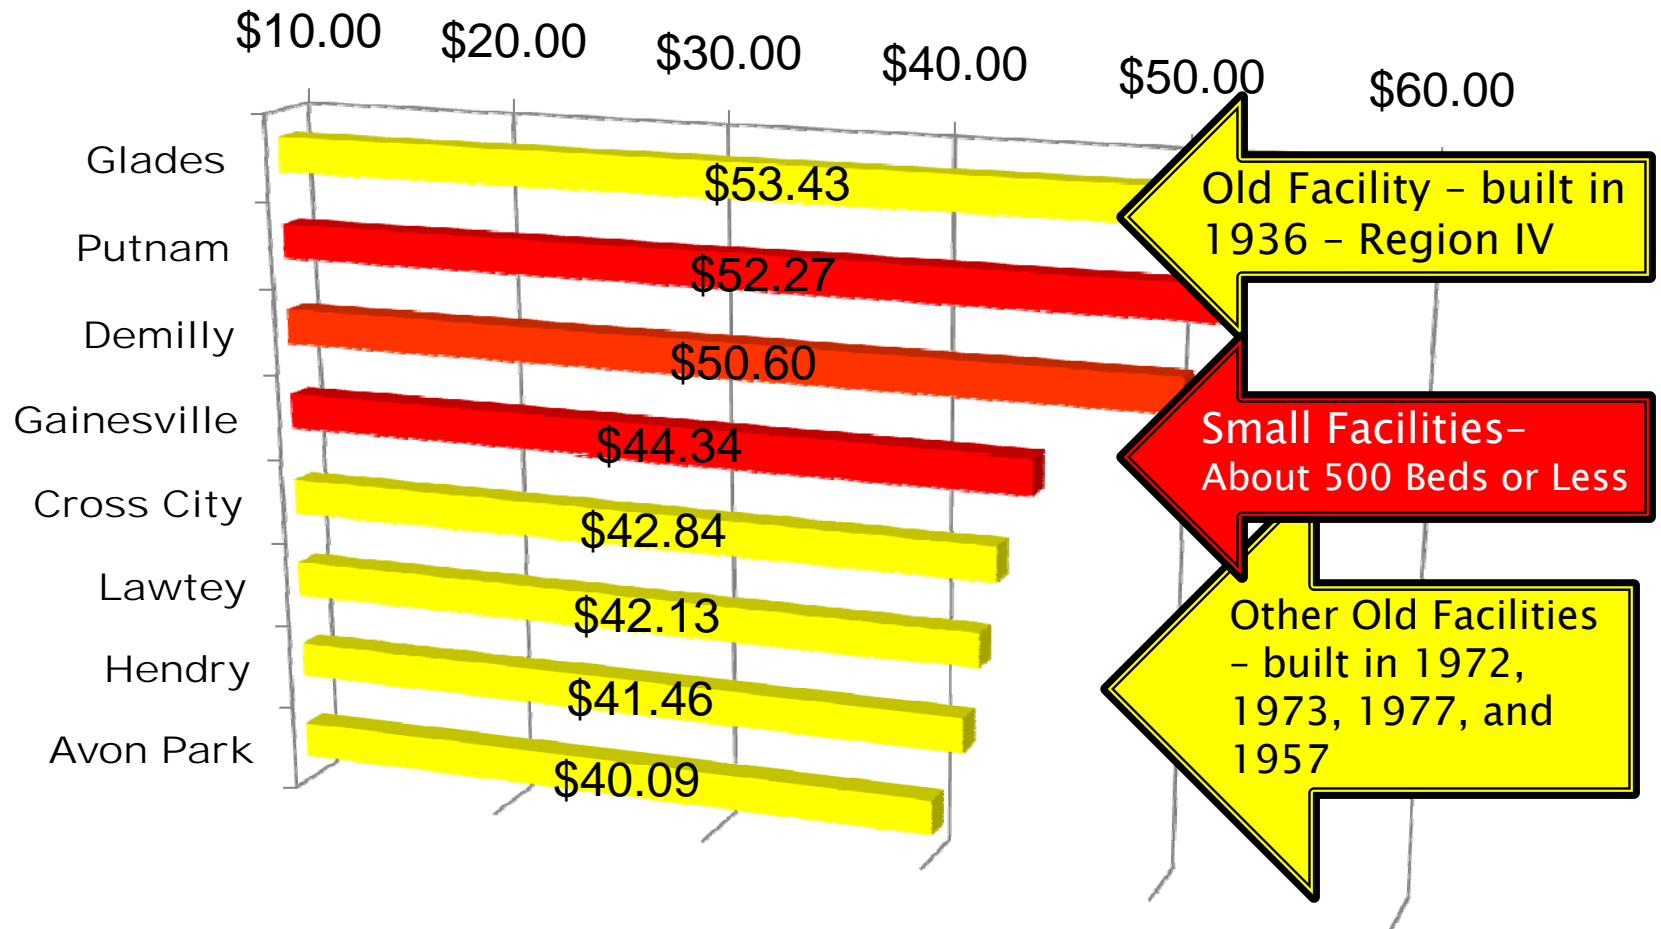 $10.00
$20.00
$30.00
$40.00
$50.00
$60.00
Glades
$53.43
Old Facility – built in
1936 – Region IV
Putnam
$52.27
Demilly
$50.60
Gainesville
$44.34
Small Facilities–
About 500 Beds or Less
Cross City
$42.84
Lawtey
$42.13
Other Old Facilities
– built in 1972,
1973, 1977, and
1957
Hendry
$41.46
Avon Park
$40.09